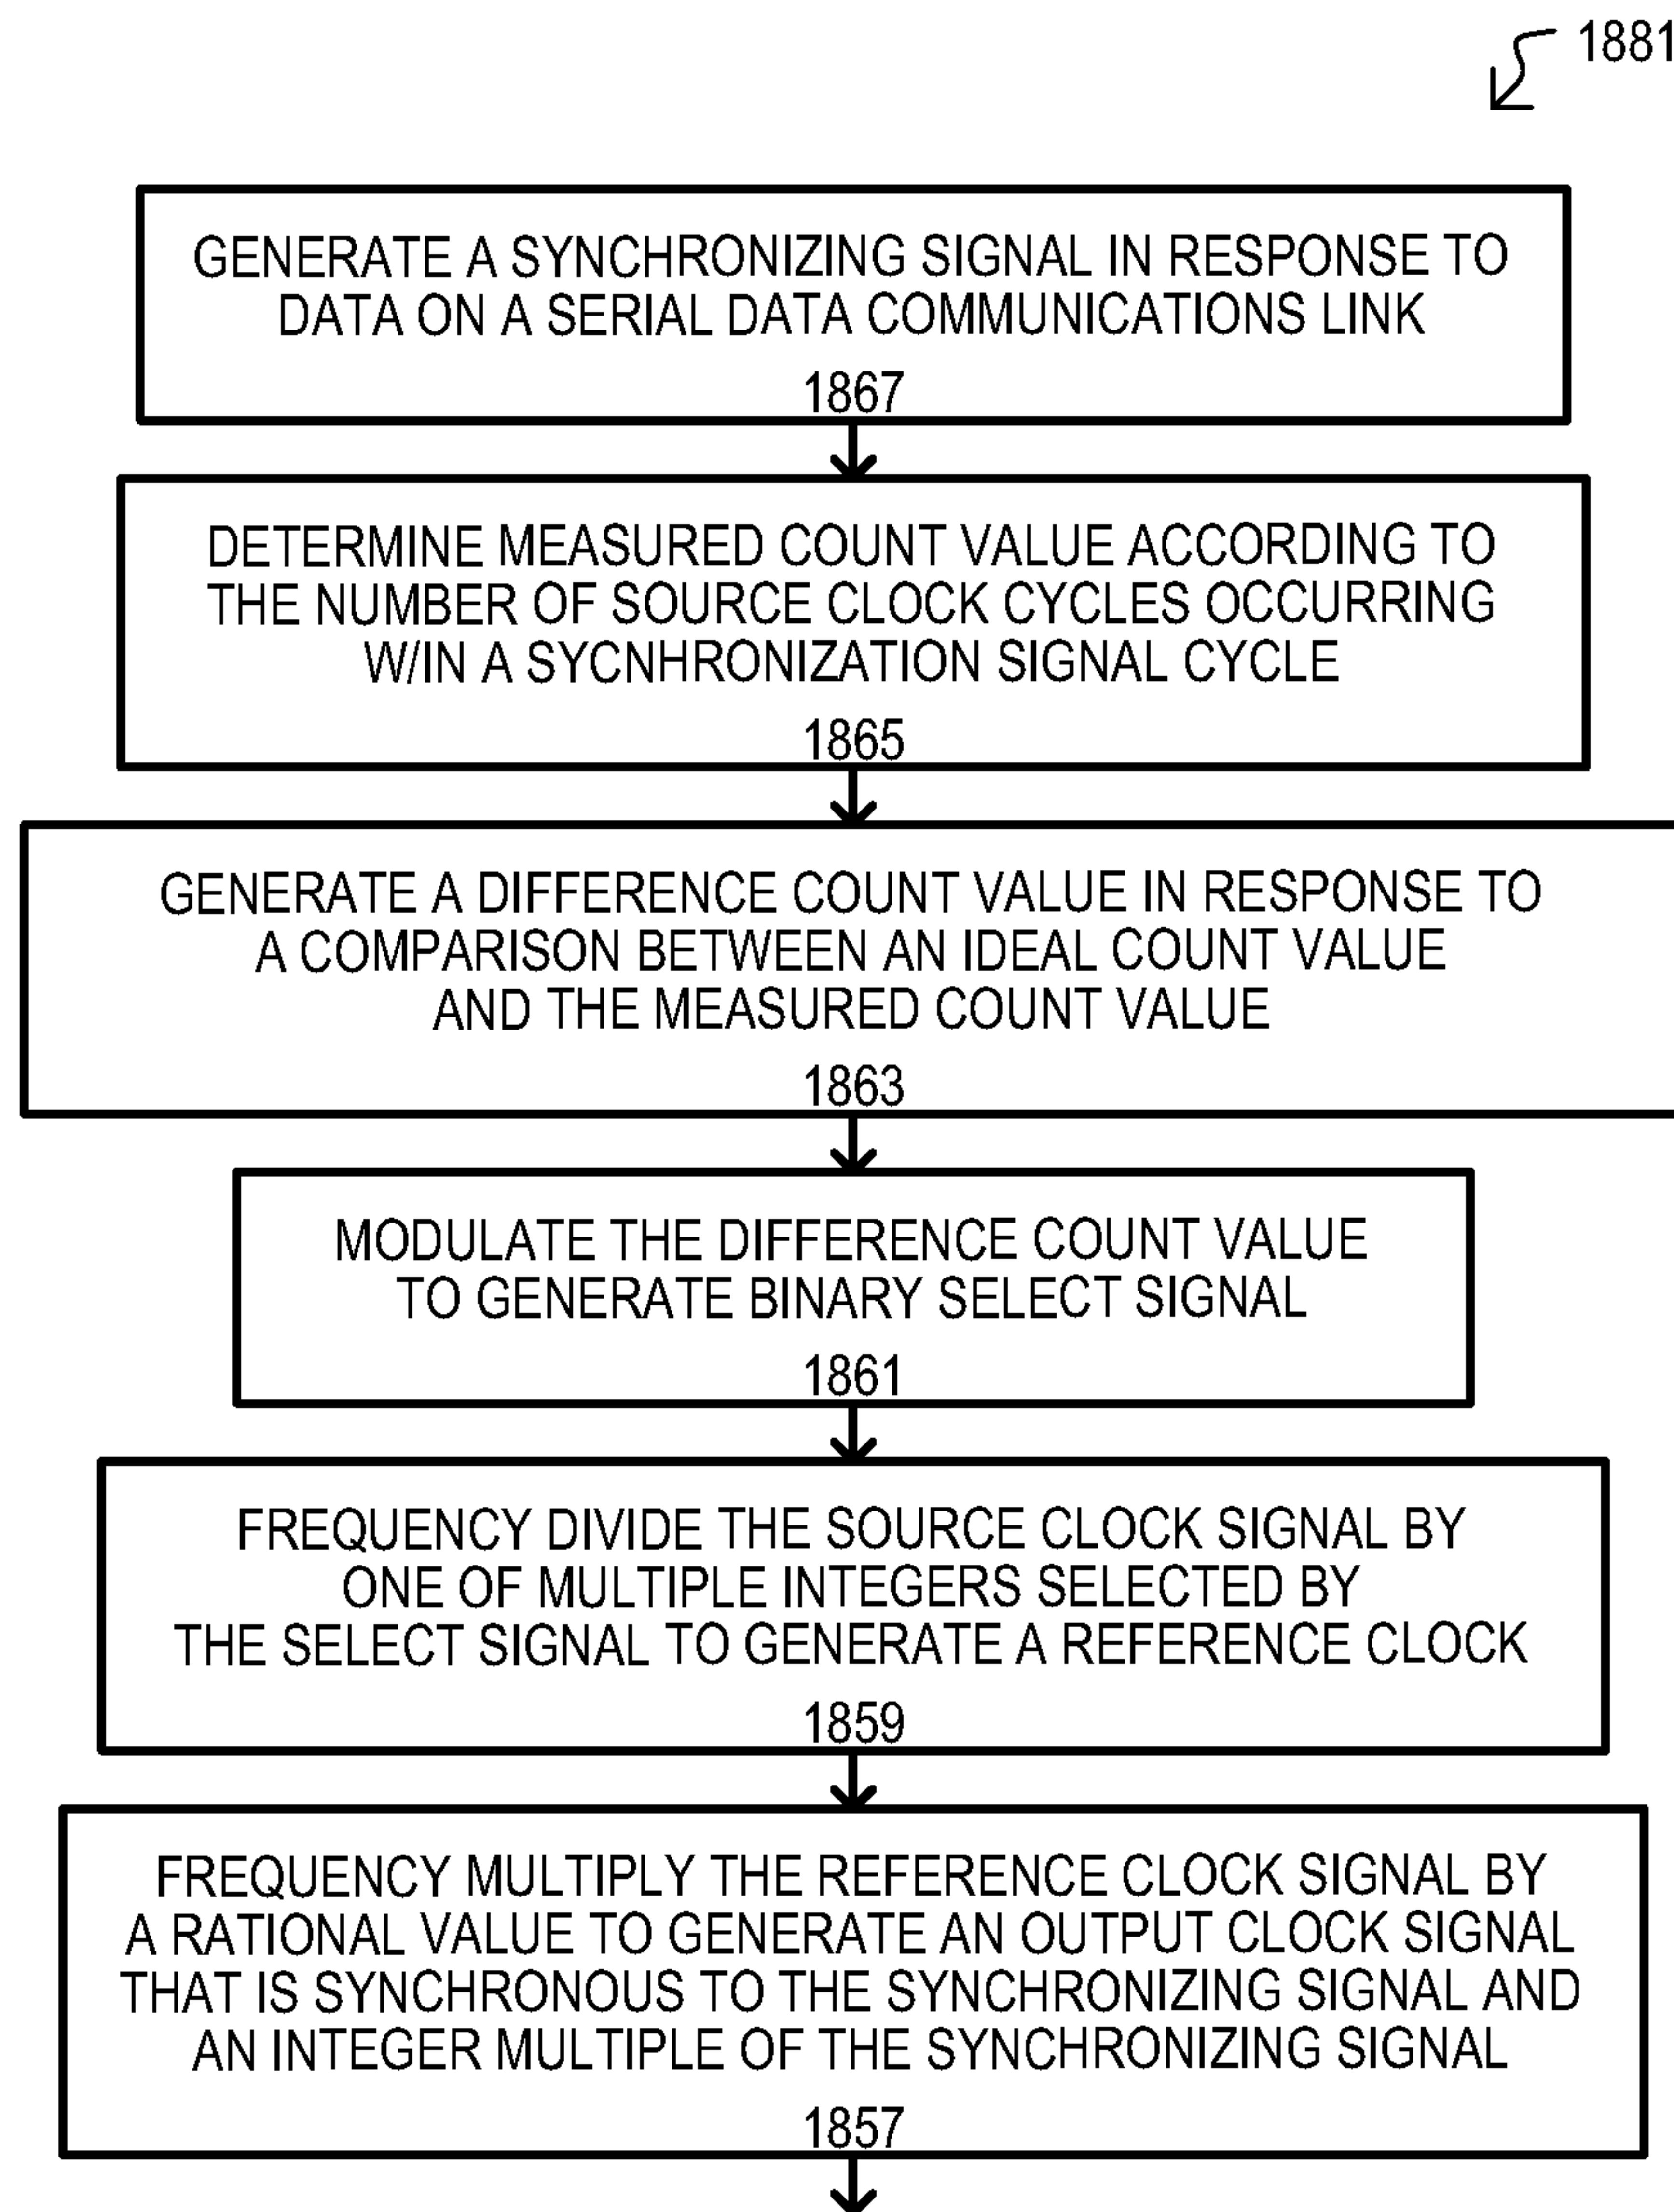 1881
GENERATE A SYNCHRONIZING SIGNAL IN RESPONSE TO
DATA ON A SERIAL DATA COMMUNICATIONS LINK
1867
DETERMINE MEASURED COUNT VALUE ACCORDING TO
THE NUMBER OF SOURCE CLOCK CYCLES OCCURRING
W/IN A SYCNHRONIZATION SIGNAL CYCLE
1865
GENERATE A DIFFERENCE COUNT VALUE IN RESPONSE TO
A COMPARISON BETWEEN AN IDEAL COUNT VALUE
AND THE MEASURED COUNT VALUE
1863
MODULATE THE DIFFERENCE COUNT VALUE
TO GENERATE BINARY SELECT SIGNAL
1861
FREQUENCY DIVIDE THE SOURCE CLOCK SIGNAL BY
ONE OF MULTIPLE INTEGERS SELECTED BY
THE SELECT SIGNAL TO GENERATE A REFERENCE CLOCK
1859
FREQUENCY MULTIPLY THE REFERENCE CLOCK SIGNAL BY
A RATIONAL VALUE TO GENERATE AN OUTPUT CLOCK SIGNAL
THAT IS SYNCHRONOUS TO THE SYNCHRONIZING SIGNAL AND
AN INTEGER MULTIPLE OF THE SYNCHRONIZING SIGNAL
1857